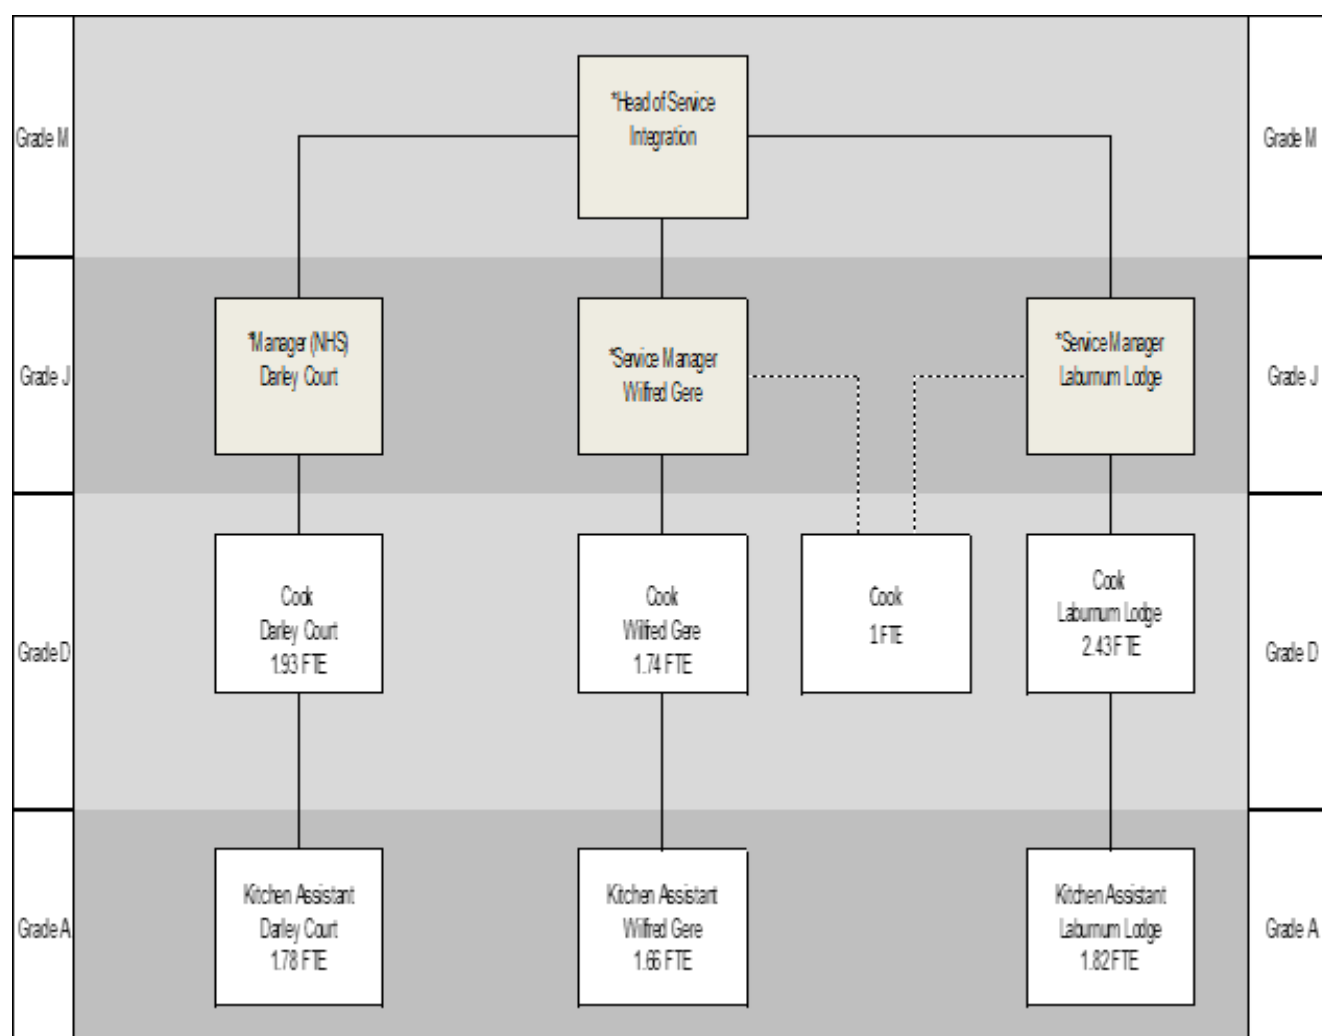 *Head of Service
Integration
Grade M
Grade M
*Manager (NHS)
Darley Court
*Service Manager
Wilfred Gere
*Service Manager
Laburnum Lodge
Grade J
Grade J
Cook
Darley Court
1.93 FTE
Cook
Wilfred Gere
1.74 FTE
Cook
1 FTE
Cook
Laburnum Lodge
2.43 FTE
Grade D
Grade D
Kitchen Assistant
Darley Court
1.78 FTE
Kitchen Assistant
Wilfred Gere
1.66 FTE
Kitchen Assistant
Laburnum Lodge
1.82 FTE
Grade A
Grade A